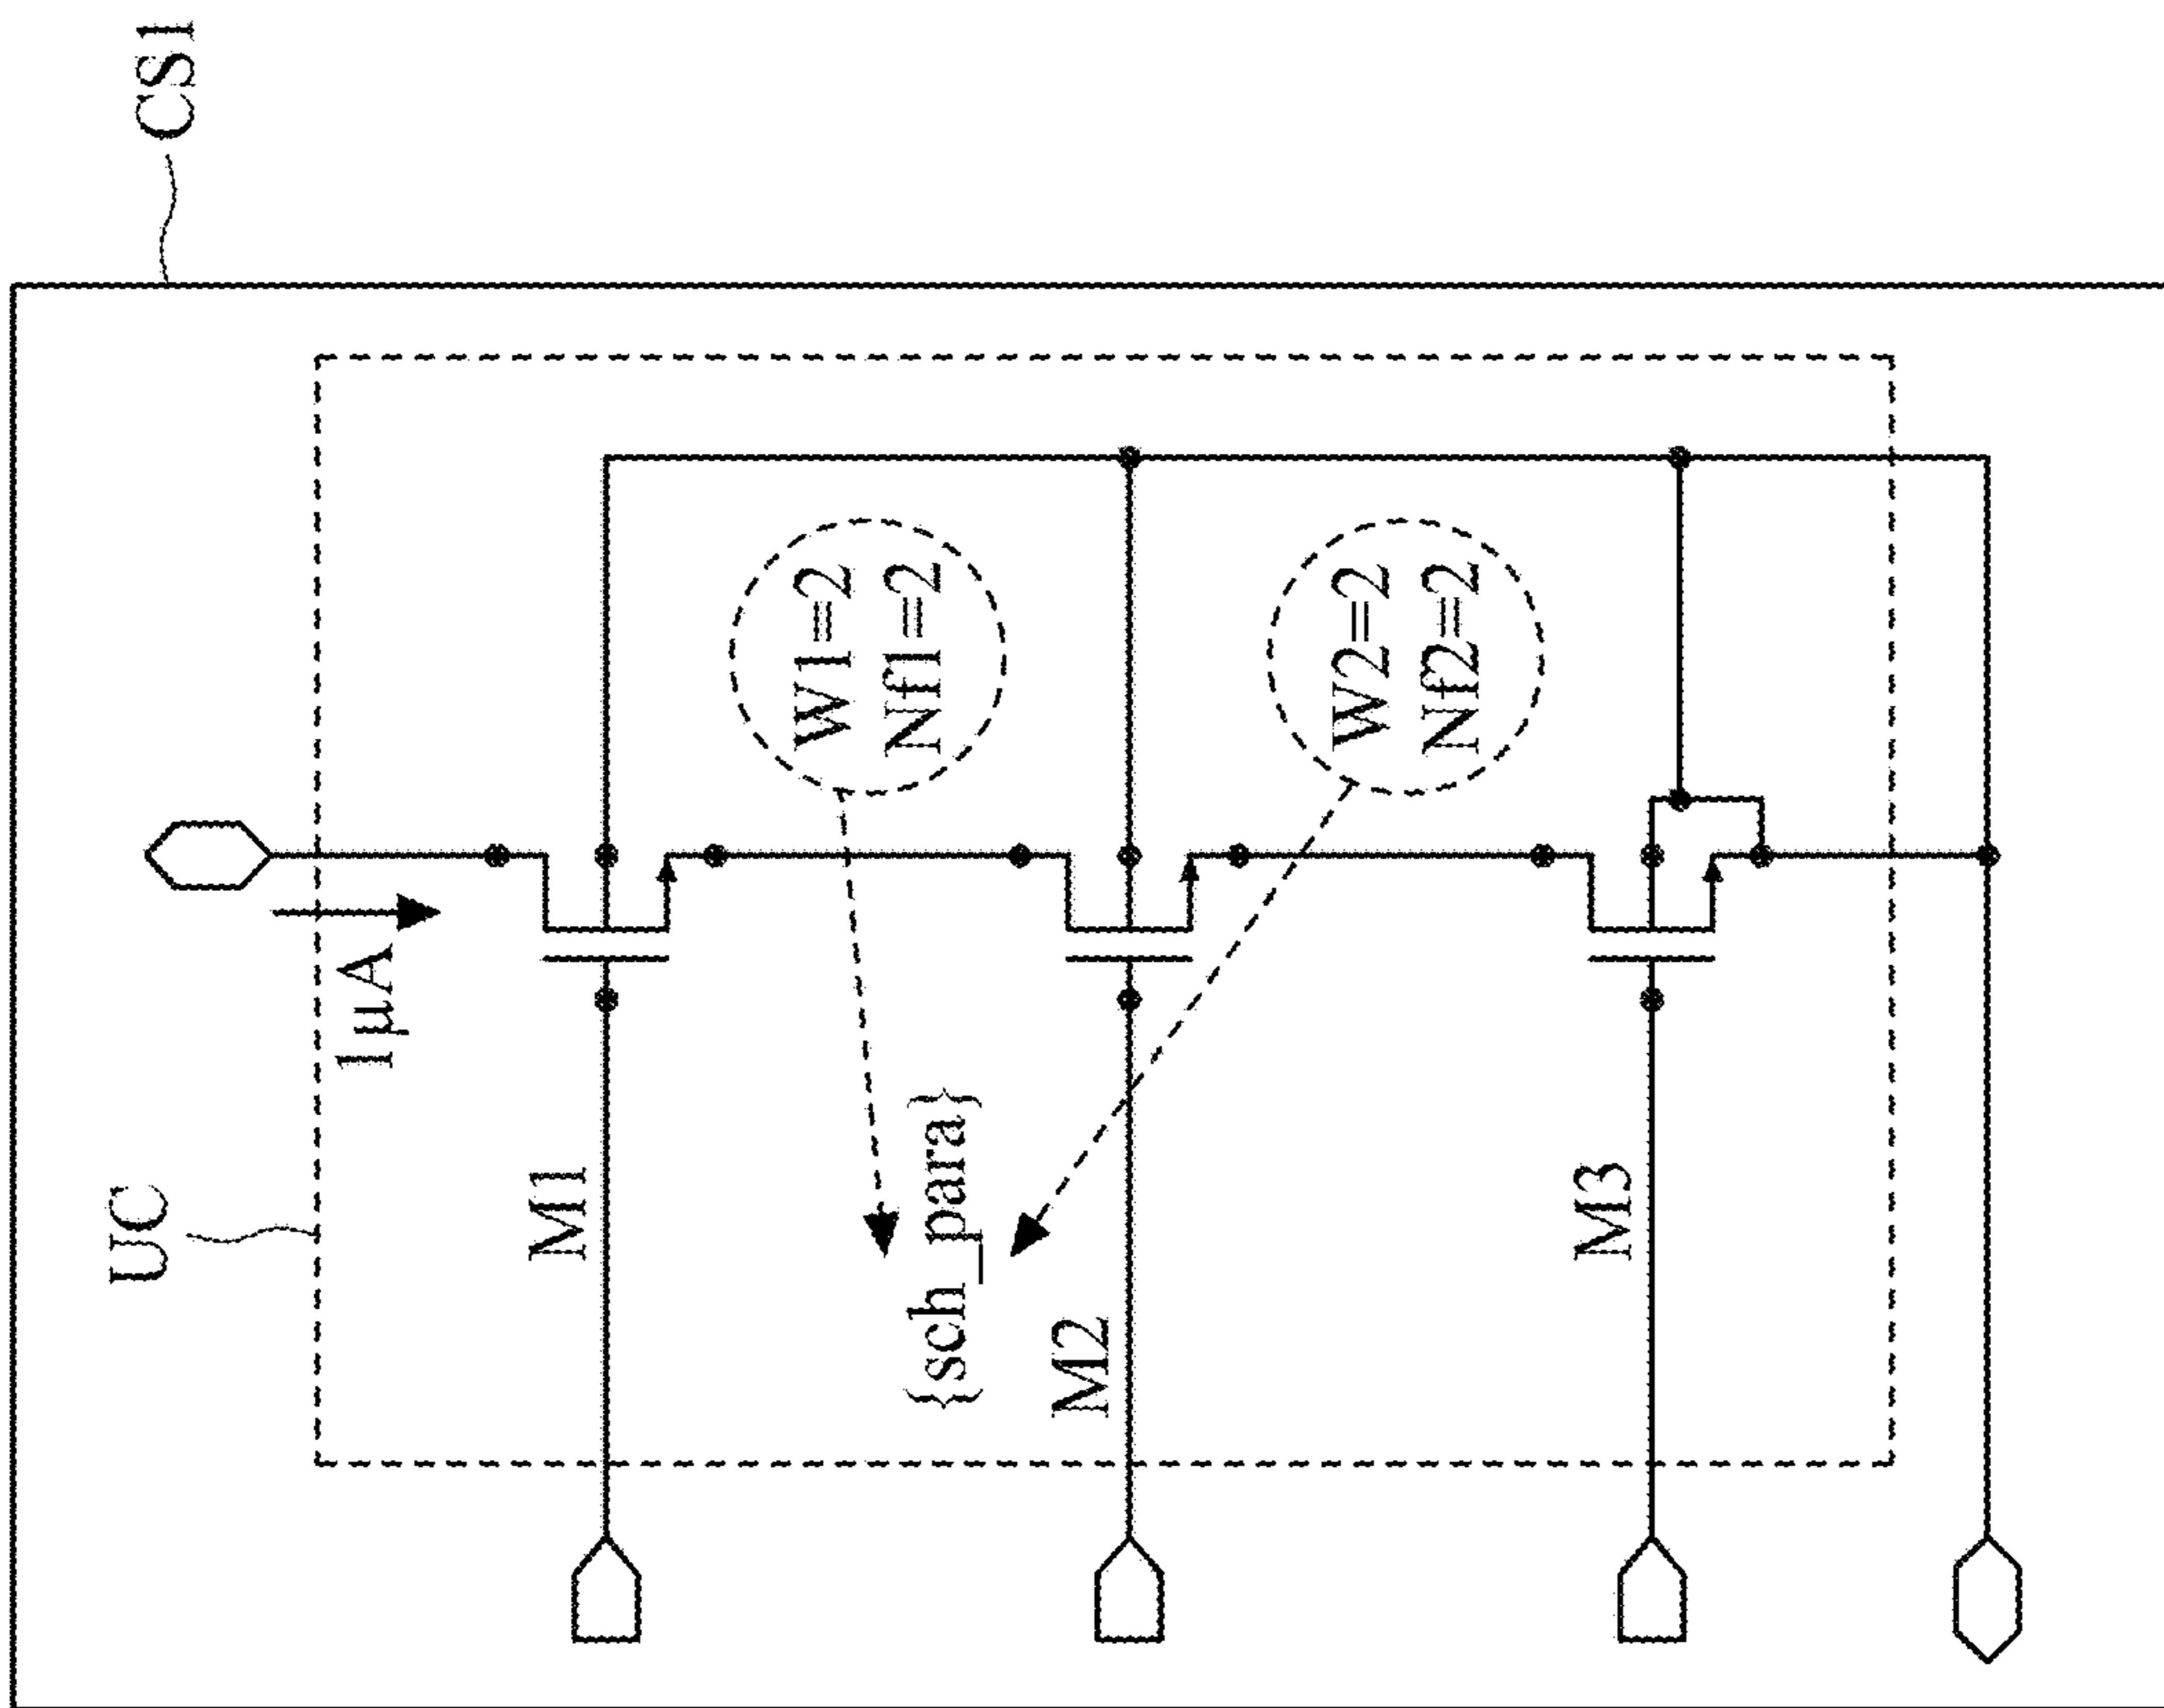 CS1
UC
1μA
M1
W1=2
Nf1=2
{sch_para}
M2
W2=2
Nf2=2
M3